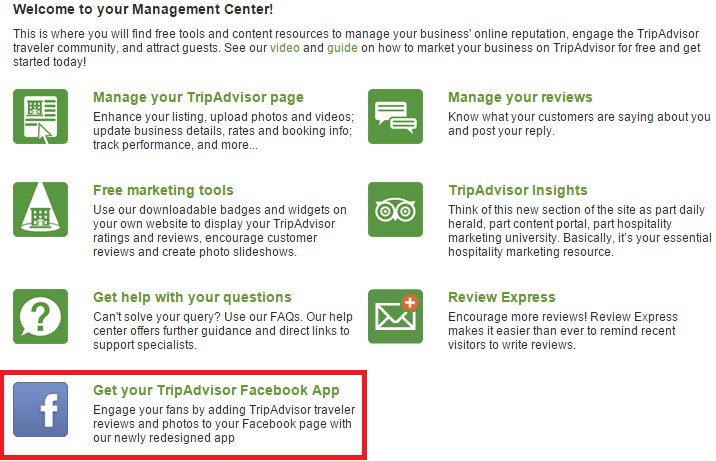 Welcome to your Management Center!
This is where you will find free tools and content resources to manage your business' online reputation, engage the TripAdvisor
traveler community, and attract guests. See our video and guide on how to market your business on TripAdvisor for free and get
started today!
Manage your TripAdvisor page
Enhance your listing, upload photos and videos;
update business details, rates and booking info;
track performance, and more...
Manage your reviews
Know what your customers are saying about you
and post your reply.
Free marketing tools
Use our downloadable badges and widgets on
your own website to display your TripAdvisor
ratings and reviews, encourage customer
reviews and create photo slideshows.
TripAdvisor Insights
Think of this new section of the site as part daily
herald, part content portal, part hospitality
marketing university. Basically, it's your essential
hospitality marketing resource.
Get help with your questions
Can't solve your query? Use our FAQs. Our help
center offers further guidance and direct links to
support specialists.
Review Express
Encourage more reviews! Review Express
makes it easier than ever to remind recent
visitors to write reviews.
Get your TripAdvisor Facebook App
Engage your fans by adding TripAdvisor traveler
reviews and photos to your Facebook page with
our newly redesigned app